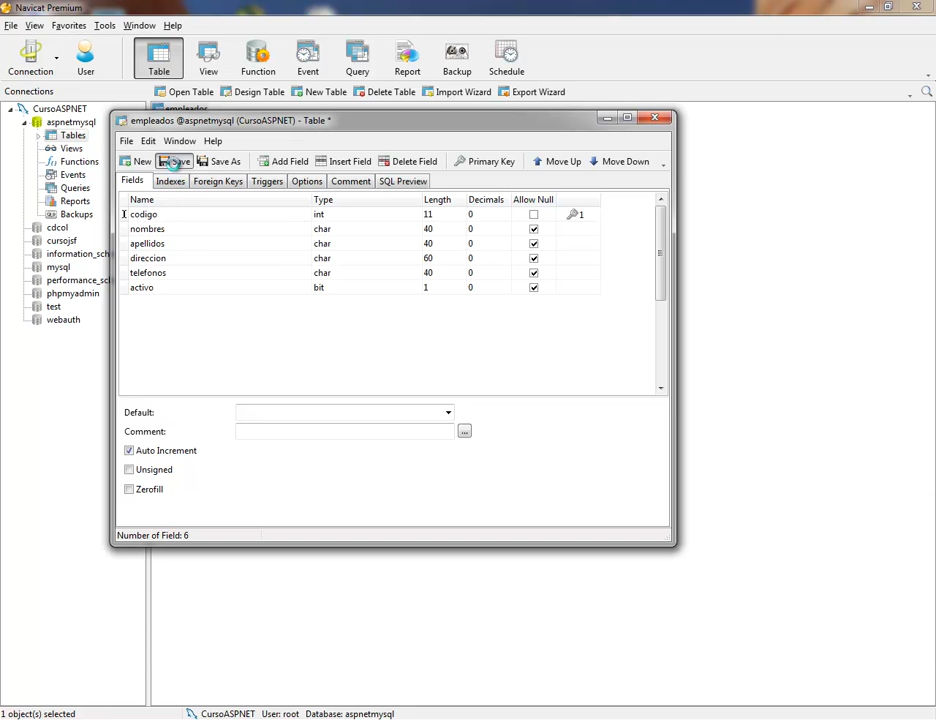 Navicat Premium
File View Favorites Tools Window Help
Connection User Table View Function Event Query Report Backup Schedule
Connections Open Table Design Table New Table Delete Table Import Wizard Export Wizard
CursoASPNET
aspnetmysql
Tables
Views
Functions
Events
Queries
Reports
Backups
cdcol
cursojsf
information_sch
mysql
performance_sch
phpmyadmin
test
webauth
empleados
empleados @aspnetmysql (CursoASPNET) - Table *
File Edit Window Help
New Save Save As Add Field Insert Field Delete Field Primary Key Move Up Move Down
Fields Indexes Foreign Keys Triggers Options Comment SQL Preview
Name Type Length Decimals Allow Null
codigo int 11 0 1
nombres char 40 0
apellidos char 40 0
direccion char 60 0
telefonos char 40 0
activo bit 1 0
Default:
Comment: ...
Auto Increment
Unsigned
Zerofill
Number of Field: 6
1 object(s) selected CursoASPNET User: root Database: aspnetmysql